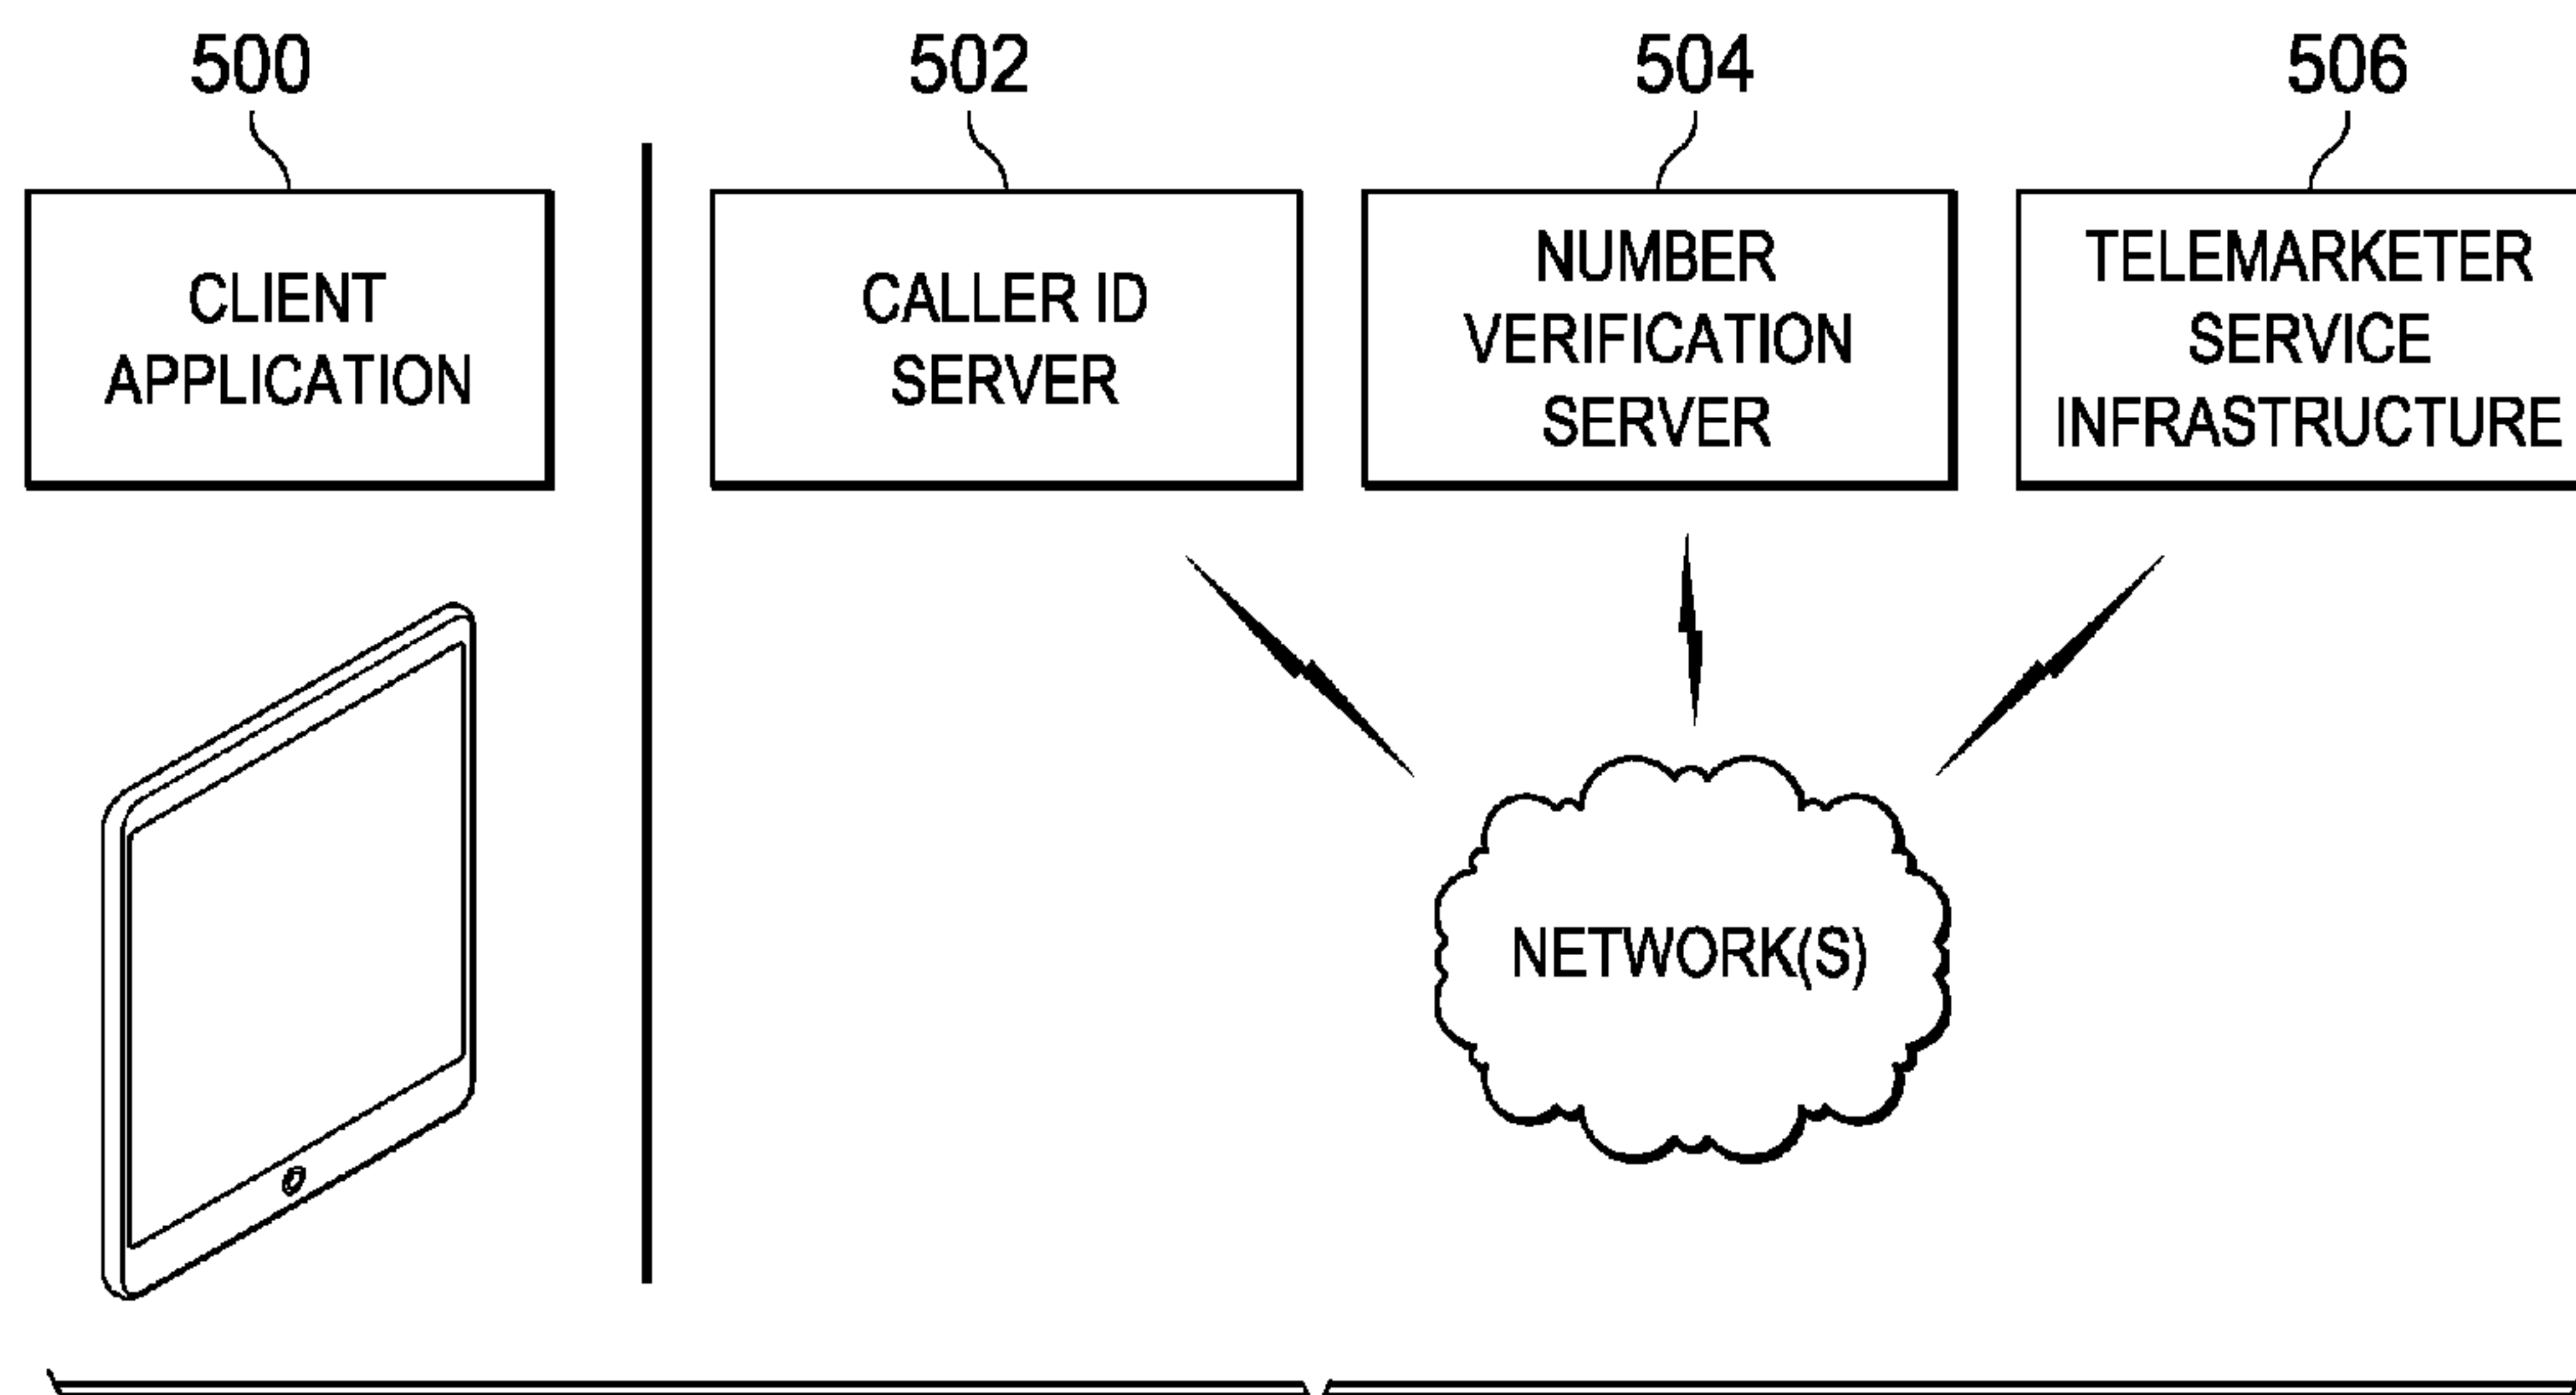 500
502
504
506
CLIENT
APPLICATION
CALLER ID
SERVER
NUMBER
VERIFICATION
SERVER
TELEMARKETER
SERVICE
INFRASTRUCTURE
NETWORK(S)